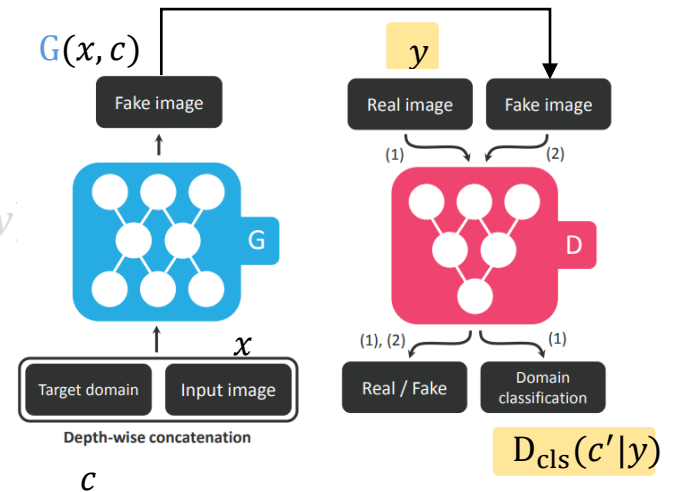 G(x, c)
y
Fake image
Real image
Fake image
(1)
(2)
y
G
D
x
(1), (2)
(1)
Target domain
Input image
Real / Fake
Domain
classification
Depth-wise concatenation
c
D_cls(c′|y)